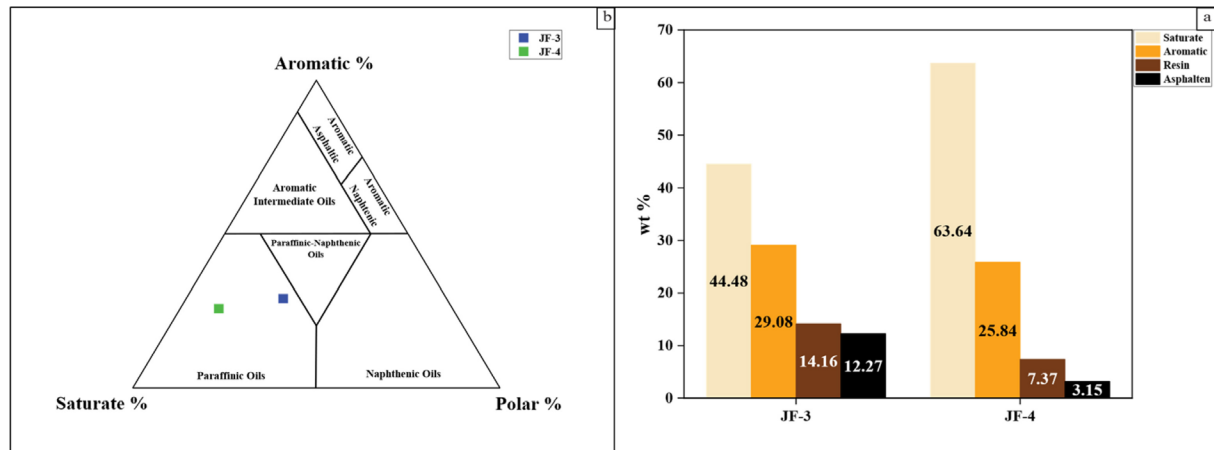 b
JF-3
JF-4
Aromatic %
Aromatic
Asphaltic
Aromatic
Naphtenic
Aromatic
Intermediate Oils
Paraffinic-Naphthenic
Oils
Paraffinic Oils
Naphthenic Oils
Saturate %
Polar %
a
Saturate
Aromatic
Resin
Asphalten
wt %
70
60
50
40
30
20
10
0
44.48
29.08
14.16
12.27
63.64
25.84
7.37
3.15
JF-3
JF-4